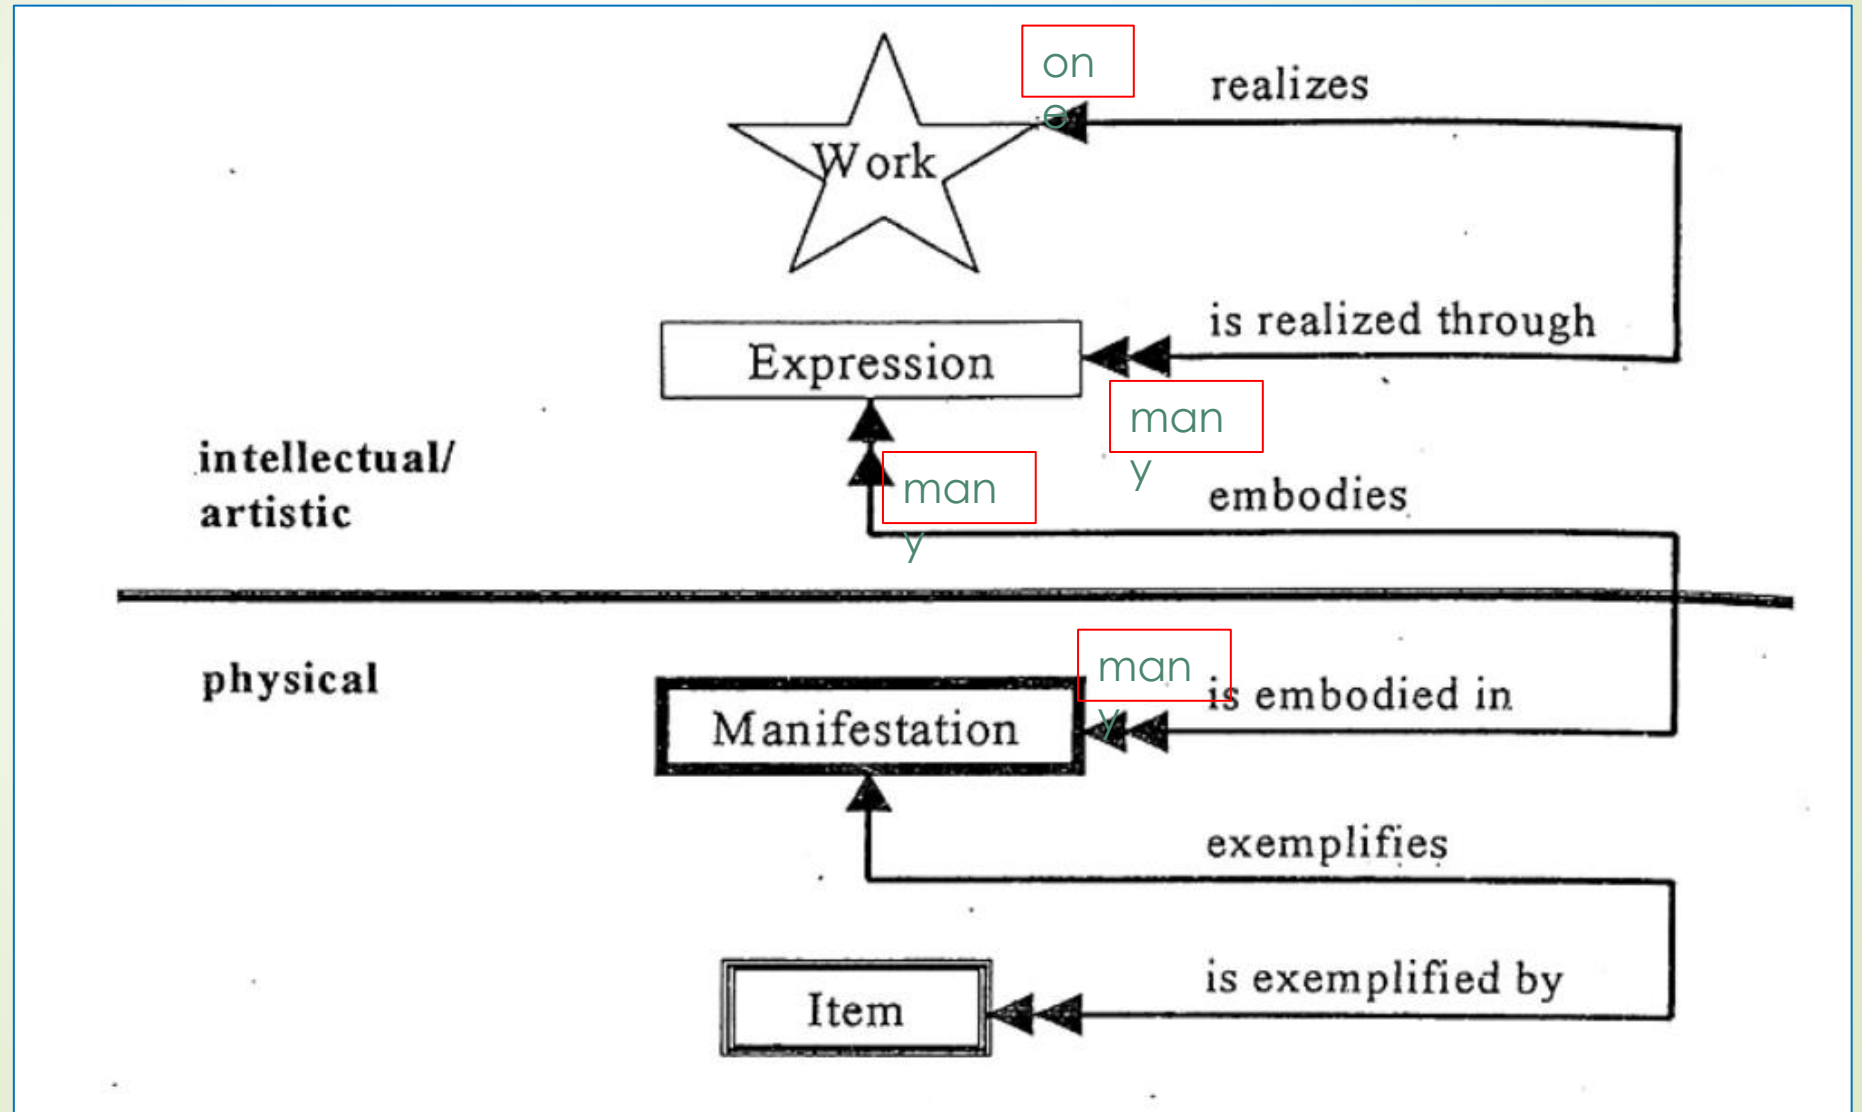 on
e
realizes
Work
is realized through
Expression
man
y
intellectual/
artistic
man
y
embodies
physical
man
y
is embodied in
Manifestation
exemplifies
is exemplified by
Item